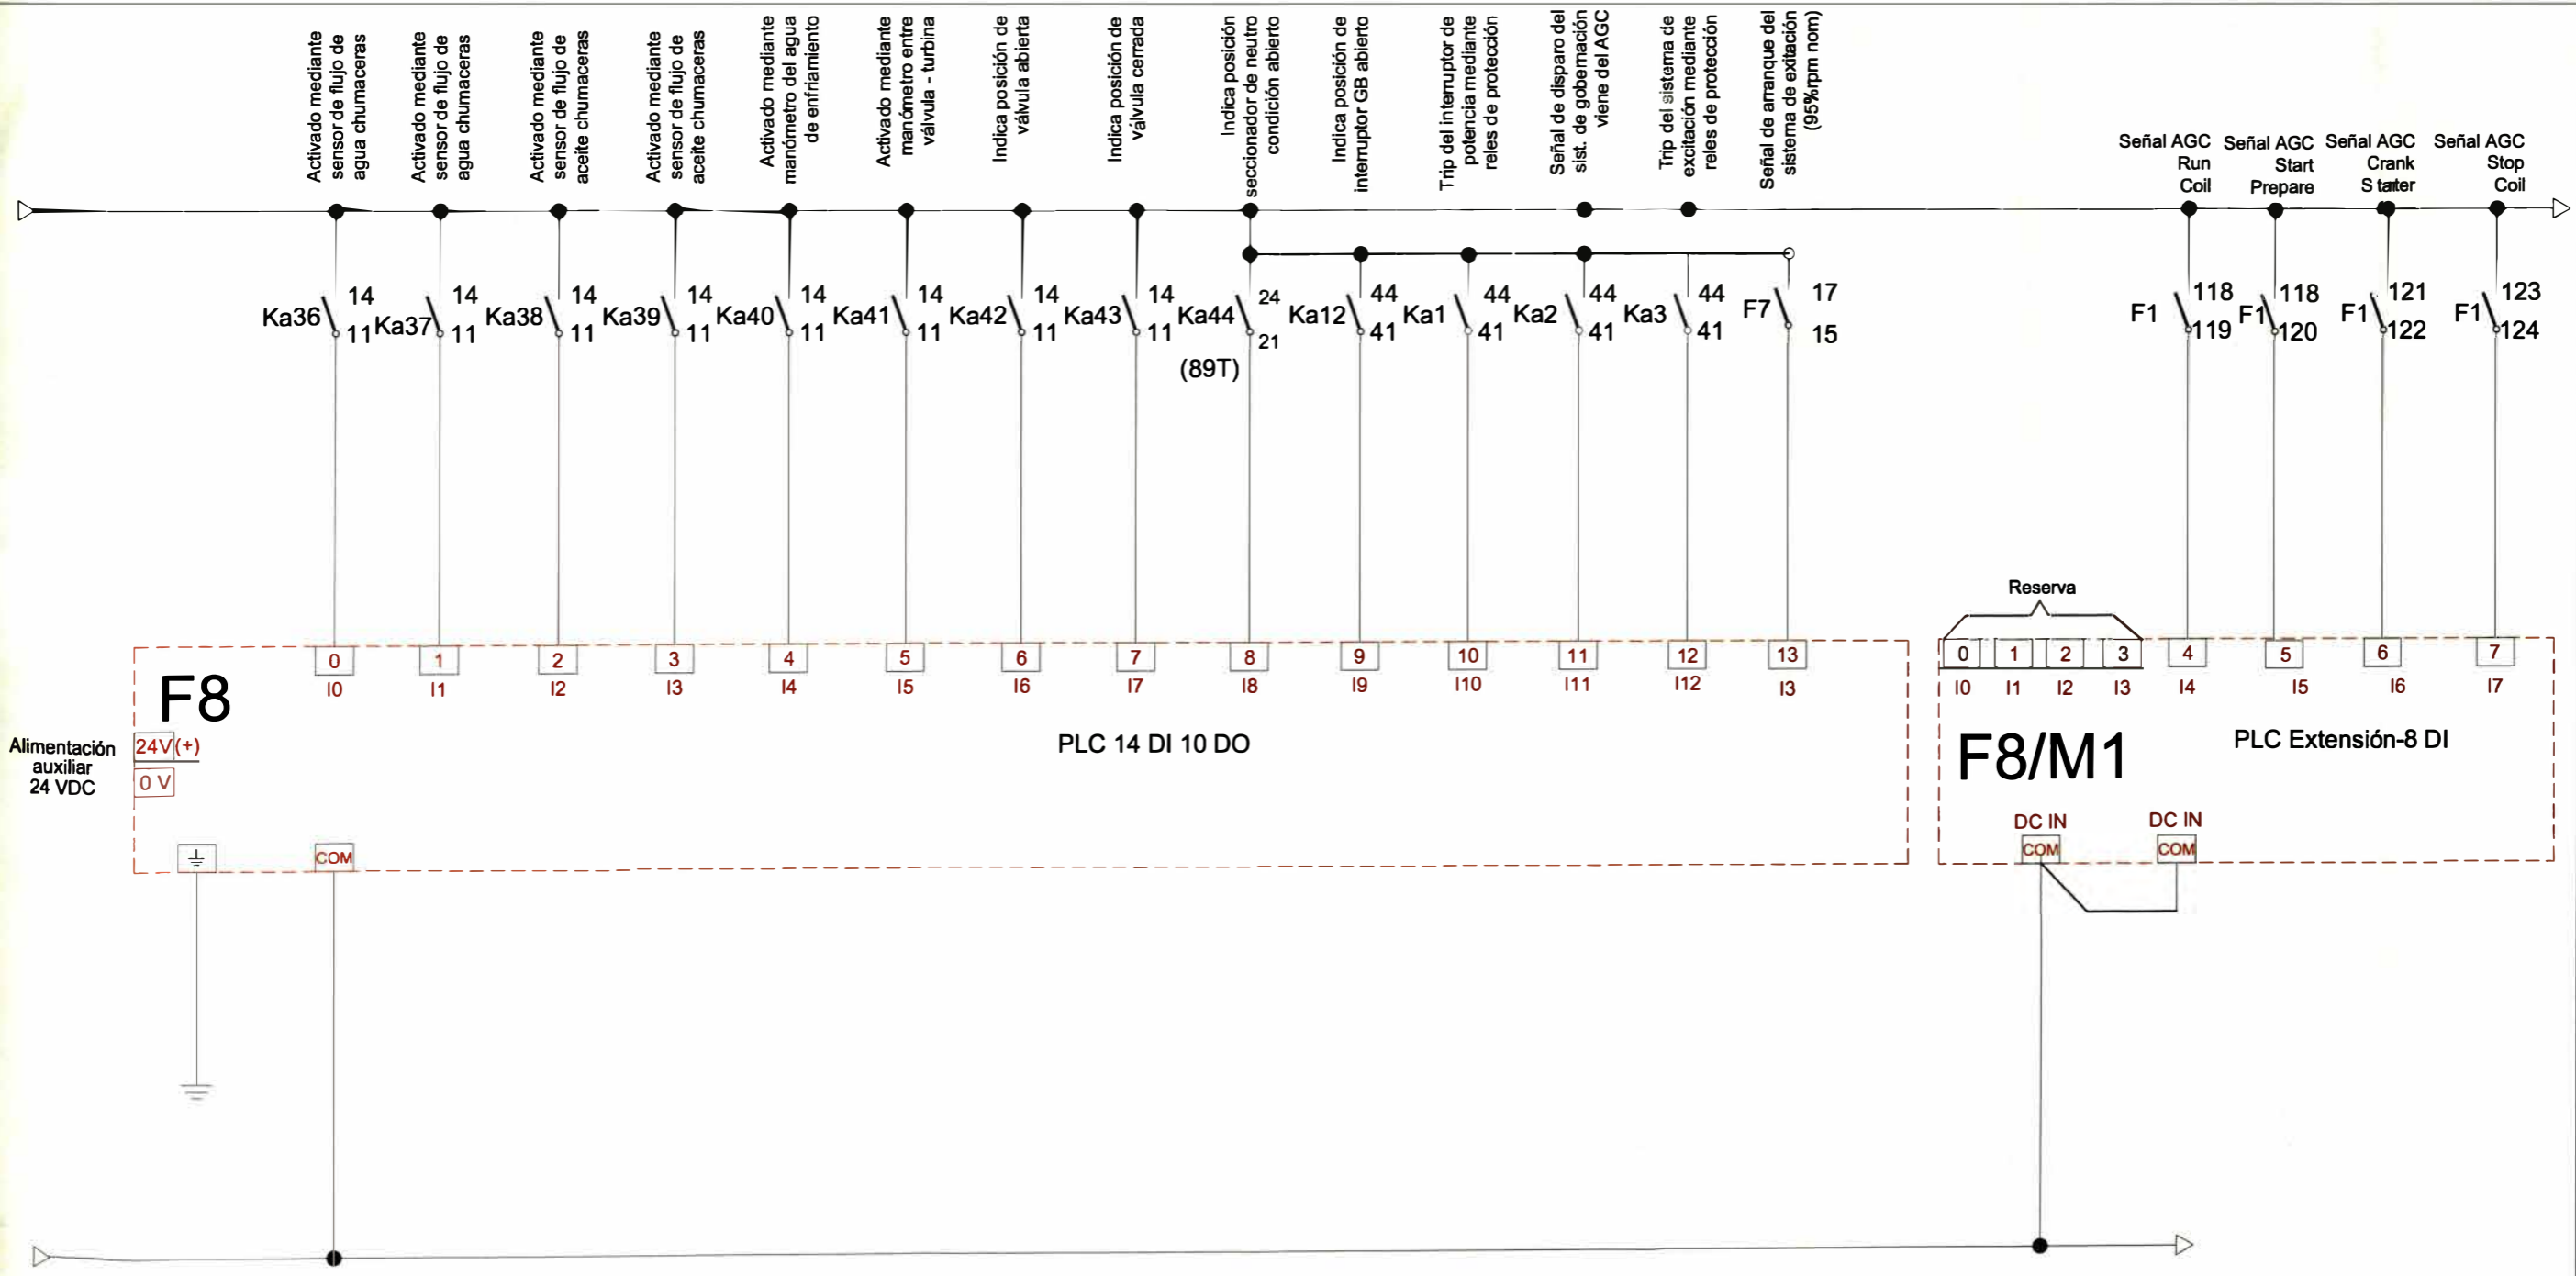 Activado mediante
sensor de flujo de
agua chumaceras
Activado mediante
sensor de flujo de
agua chumaceras
Activado mediante
sensor de flujo de
aceite chumaceras
Activado mediante
sensor de flujo de
aceite chumaceras
Activado mediante
manómetro del agua
de enfriamiento
Activado mediante
manómetro entre
válvula - turbina
Indica posición de
válvula abierta
Indica posición de
válvula cerrada
Indica posición
seccionador de neutro
condición abierto
Indica posición de
interruptor GB abierto
Trip del interruptor de
potencia mediante
reles de protección
Señal de disparo del
sist. de gobernación
viene del AGC
Trip del sistema de
excitación mediante
reles de protección
Señal de arranque del
sistema de exitación
(95%rpm nom)
Señal AGC
Run
Coil
Señal AGC
Start
Prepare
Señal AGC
Crank
Starter
Señal AGC
Stop
Coil
Ka36
14
11
Ka37
14
11
Ka38
14
11
Ka39
14
11
Ka40
14
11
Ka41
14
11
Ka42
14
11
Ka43
14
11
Ka44
24
21
(89T)
Ka12
44
41
Ka1
44
41
Ka2
44
41
Ka3
44
41
F7
17
15
F1
118
119
F1
118
120
F1
121
122
F1
123
124
Reserva
0 1 2 3 4 5 6 7 8 9 10 11 12 13
I0 I1 I2 I3 I4 I5 I6 I7 I8 I9 I10 I11 I12 I3
F8
Alimentación
auxiliar
24 VDC
24V(+)
0 V
PLC 14 DI 10 DO
COM
0 1 2 3 4 5 6 7
I0 I1 I2 I3 I4 I5 I6 I7
F8/M1
PLC Extensión-8 DI
DC IN
COM
DC IN
COM